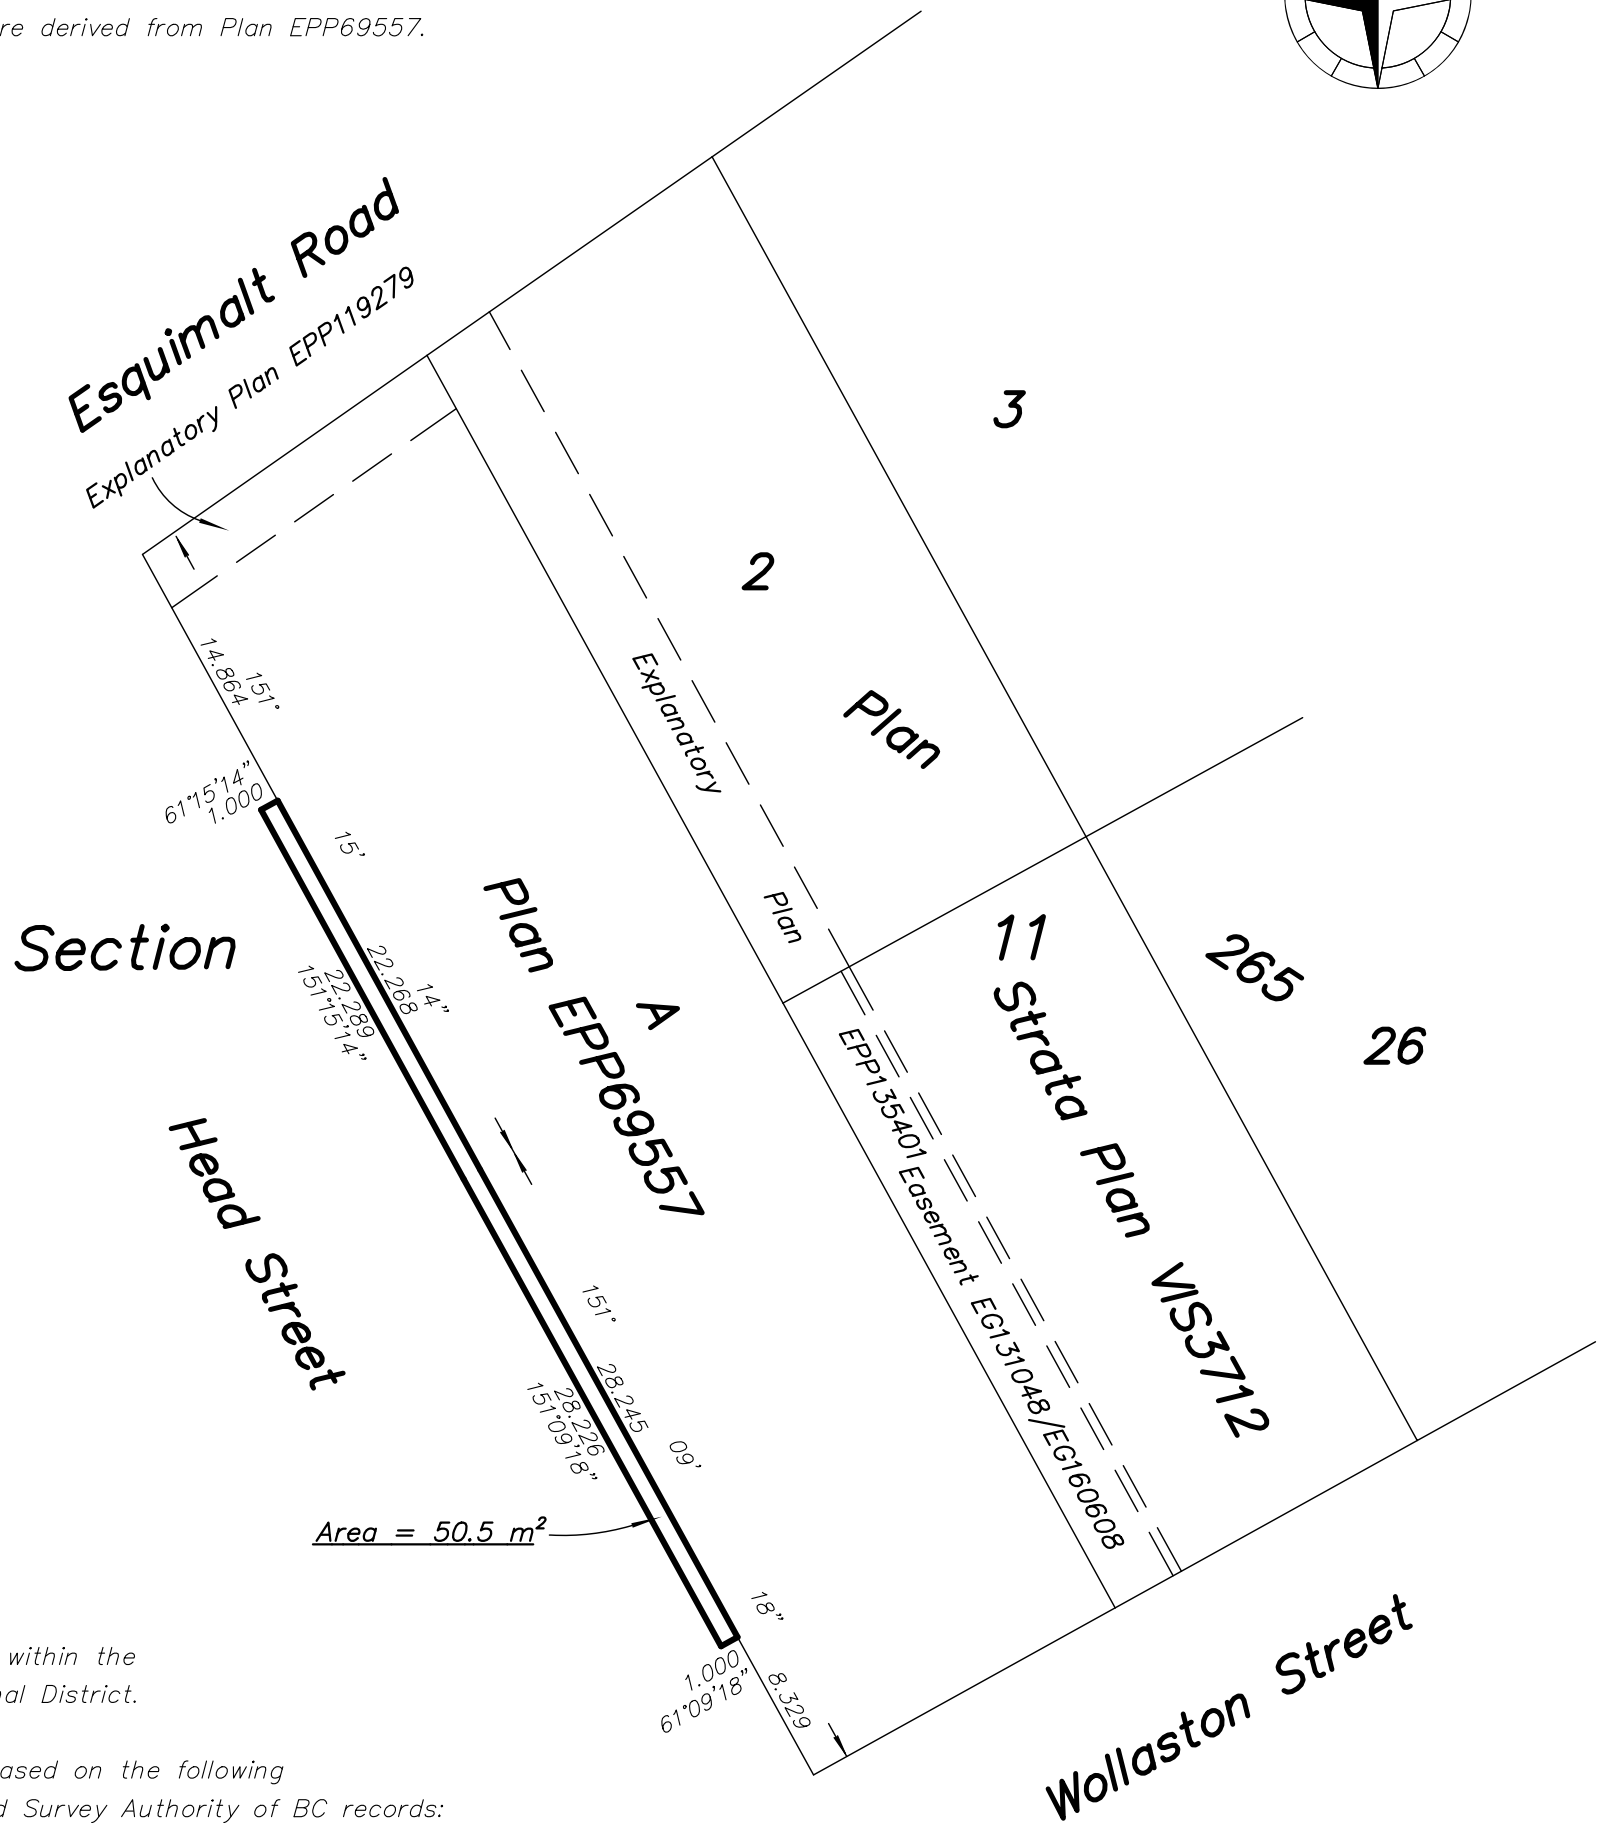 re derived from Plan EPP69557.
Esquimalt Road
Explanatory Plan EPP119279
3
2
14.864
151°
Explanatory
Plan
61°15'14"
1.000
15'
Plan
Section
Plan EPP69557
A
11
265
26
22.268
14"
22.289
151°15'14"
Strata Plan VIS3712
EPP135401
Easement EG131048/EG160608
Head Street
151°
28.245
09'
28.226
151°09'18"
Area = 50.5 m²
18"
1.000
61°09'18"
8.329
Wollaston Street
within the
al District.
ased on the following
d Survey Authority of BC records: